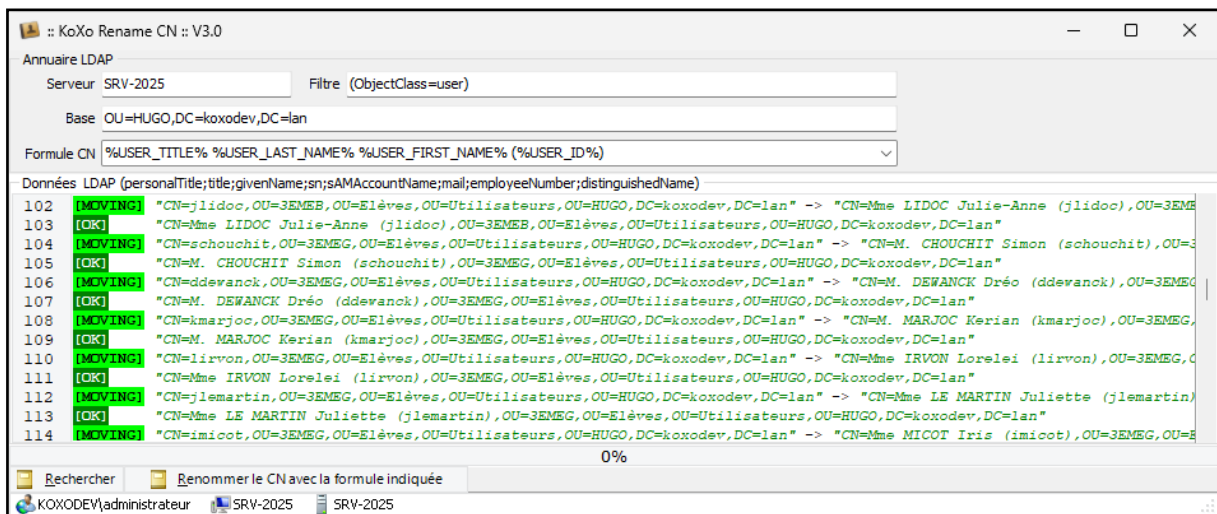 :: KoXo Rename CN :: V3.0
Annuaire LDAP
Serveur SRV-2025 Filtre (ObjectClass=user)
Base OU=HUGO,DC=koxodev,DC=lan
Formule CN %USER_TITLE% %USER_LAST_NAME% %USER_FIRST_NAME% (%USER_ID%)
Données LDAP (personalTitle;title;givenName;sn;sAMAccountName;mail;employeeNumber;distinguishedName)
102 [MOVING] "CN=jlidoc,OU=3EMEB,OU=Elèves,OU=Utilisateurs,OU=HUGO,DC=koxodev,DC=lan" -> "CN=Mme LIDOC Julie-Anne (jlidoc),OU=3EME
103 [OK] "CN=Mme LIDOC Julie-Anne (jlidoc),OU=3EMEB,OU=Elèves,OU=Utilisateurs,OU=HUGO,DC=koxodev,DC=lan"
104 [MOVING] "CN=schouchit,OU=3EMEG,OU=Elèves,OU=Utilisateurs,OU=HUGO,DC=koxodev,DC=lan" -> "CN=M. CHOUCHIT Simon (schouchit),OU=3
105 [OK] "CN=M. CHOUCHIT Simon (schouchit),OU=3EMEG,OU=Elèves,OU=Utilisateurs,OU=HUGO,DC=koxodev,DC=lan"
106 [MOVING] "CN=ddewanck,OU=3EMEG,OU=Elèves,OU=Utilisateurs,OU=HUGO,DC=koxodev,DC=lan" -> "CN=M. DEWANCK Dréo (ddewanck),OU=3EMEG
107 [OK] "CN=M. DEWANCK Dréo (ddewanck),OU=3EMEG,OU=Elèves,OU=Utilisateurs,OU=HUGO,DC=koxodev,DC=lan"
108 [MOVING] "CN=kmarjoc,OU=3EMEG,OU=Elèves,OU=Utilisateurs,OU=HUGO,DC=koxodev,DC=lan" -> "CN=M. MARJOC Kerian (kmarjoc),OU=3EMEG,
109 [OK] "CN=M. MARJOC Kerian (kmarjoc),OU=3EMEG,OU=Elèves,OU=Utilisateurs,OU=HUGO,DC=koxodev,DC=lan"
110 [MOVING] "CN=lirvon,OU=3EMEG,OU=Elèves,OU=Utilisateurs,OU=HUGO,DC=koxodev,DC=lan" -> "CN=Mme IRVON Lorelei (lirvon),OU=3EMEG,O
111 [OK] "CN=Mme IRVON Lorelei (lirvon),OU=3EMEG,OU=Elèves,OU=Utilisateurs,OU=HUGO,DC=koxodev,DC=lan"
112 [MOVING] "CN=jlemartin,OU=3EMEG,OU=Elèves,OU=Utilisateurs,OU=HUGO,DC=koxodev,DC=lan" -> "CN=Mme LE MARTIN Juliette (jlemartin)
113 [OK] "CN=Mme LE MARTIN Juliette (jlemartin),OU=3EMEG,OU=Elèves,OU=Utilisateurs,OU=HUGO,DC=koxodev,DC=lan"
114 [MOVING] "CN=imicot,OU=3EMEG,OU=Elèves,OU=Utilisateurs,OU=HUGO,DC=koxodev,DC=lan" -> "CN=Mme MICOT Iris (imicot),OU=3EMEG,OU=E
0%
Rechercher Renommer le CN avec la formule indiquée
KOXODEV\administrateur SRV-2025 SRV-2025